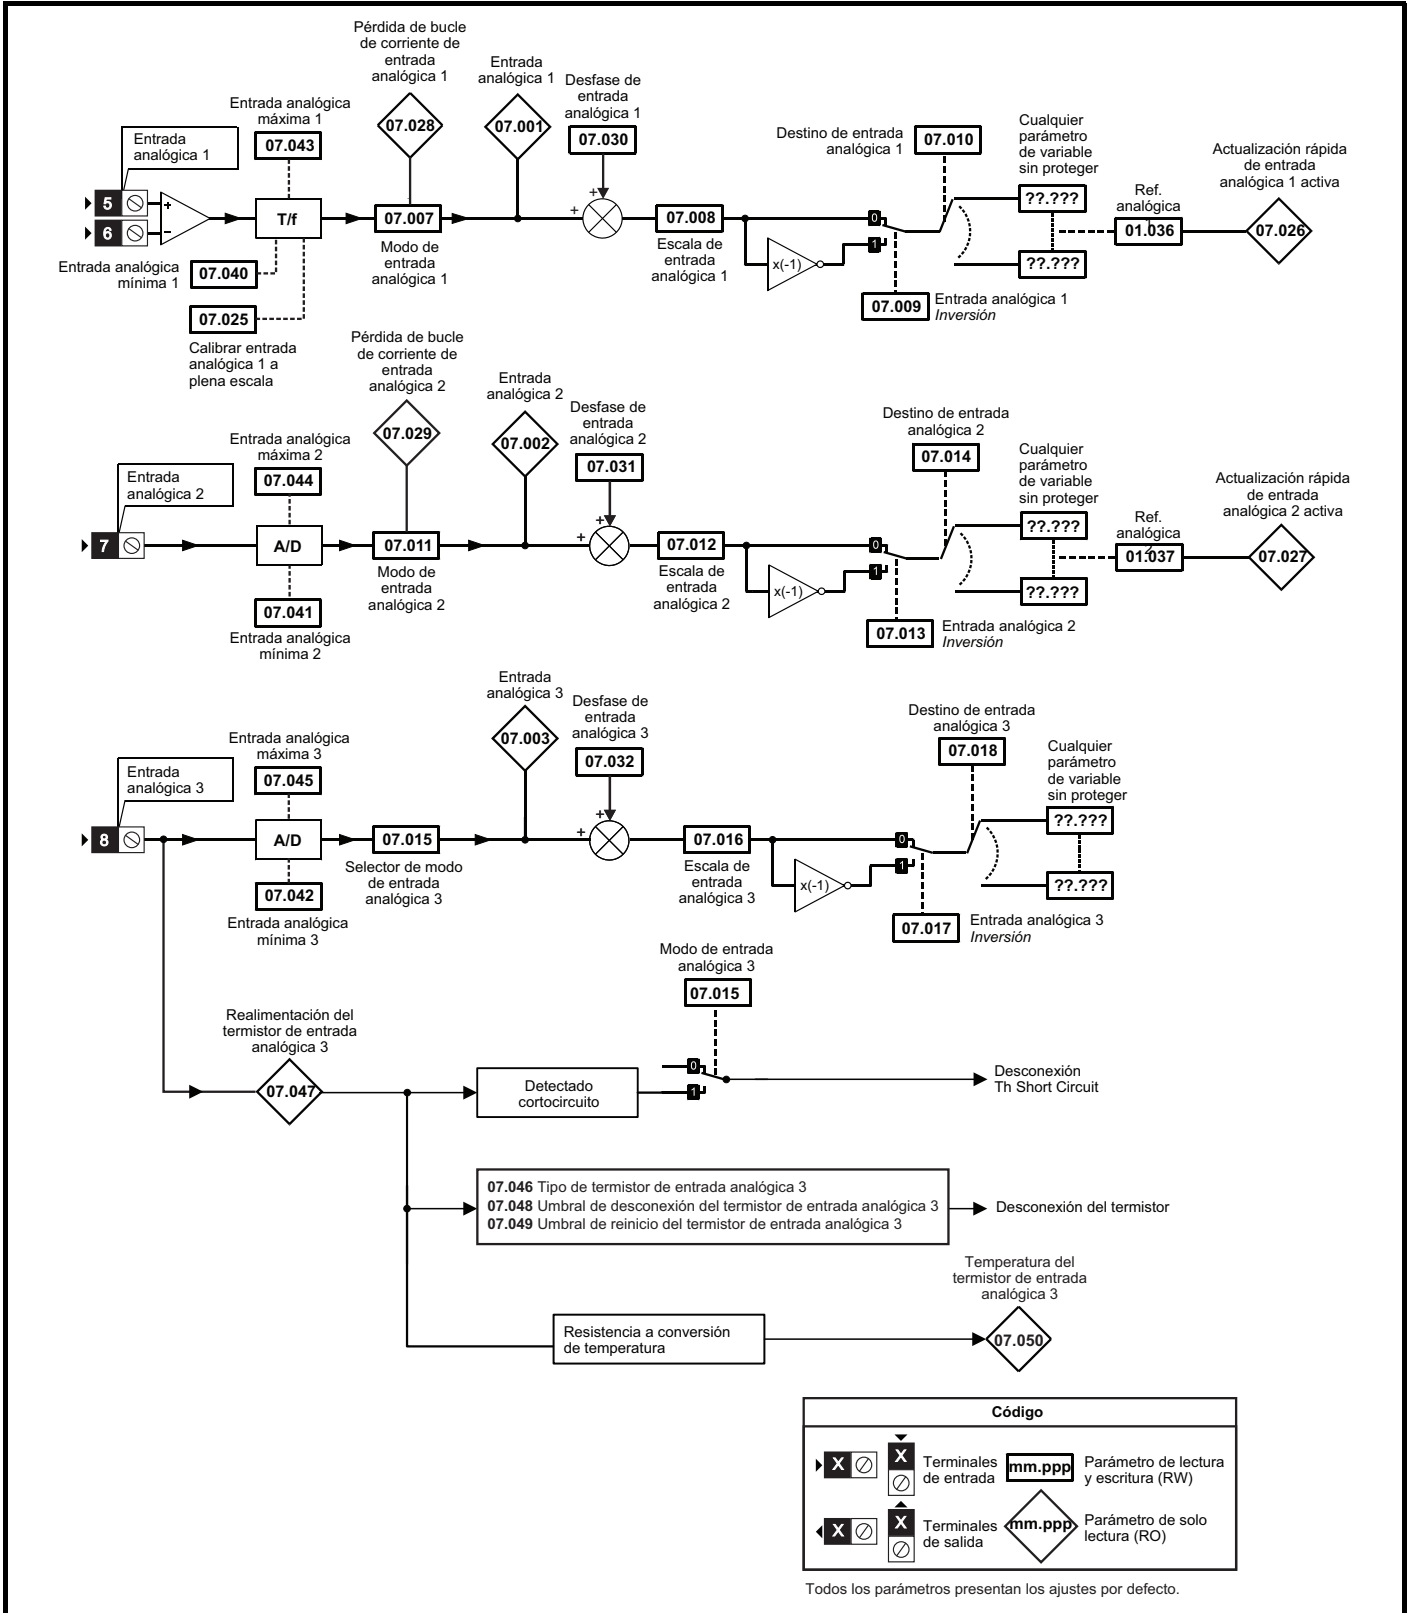 Pérdida de bucle
de corriente de
entrada
analógica 1
Entrada
analógica 1
Desfase de
entrada
analógica 1
Entrada analógica
máxima 1
Entrada
analógica 1
07.043
07.028
07.001
07.030
Destino de entrada
analógica 1
07.010
Cualquier
parámetro
de variable
sin proteger
Actualización rápida
de entrada
analógica 1 activa
Ref.
analógica
1
5
6
+
−
T/f
07.007
+
+
07.008
x(-1)
0
1
??.???
??.???
01.036
07.026
Entrada analógica
mínima 1
07.040
Modo de
entrada
analógica 1
Escala de
entrada
analógica 1
07.009
Entrada analógica 1
Inversión
07.025
Calibrar entrada
analógica 1 a
plena escala
Pérdida de bucle
de corriente de
entrada
analógica 2
Entrada
analógica 2
Desfase de
entrada
analógica 2
Entrada analógica
máxima 2
Entrada
analógica 2
07.044
07.029
07.002
07.031
Destino de entrada
analógica 2
07.014
Cualquier
parámetro
de variable
sin proteger
Actualización rápida
de entrada
analógica 2 activa
Ref.
analógica
2
7
A/D
07.011
+
+
07.012
x(-1)
0
1
??.???
??.???
01.037
07.027
07.041
Entrada analógica
mínima 2
Modo de
entrada
analógica 2
Escala de
entrada
analógica 2
07.013
Entrada analógica 2
Inversión
Entrada
analógica 3
Desfase de
entrada
analógica 3
Entrada analógica
máxima 3
Entrada
analógica 3
07.045
07.003
07.032
Destino de entrada
analógica 3
07.018
Cualquier
parámetro
de variable
sin proteger
8
A/D
07.015
+
+
07.016
x(-1)
0
1
??.???
??.???
07.042
Entrada analógica
mínima 3
Selector de modo
de entrada
analógica 3
Escala de
entrada
analógica 3
07.017
Entrada analógica 3
Inversión
Modo de entrada
analógica 3
07.015
Realimentación del
termistor de entrada
analógica 3
07.047
Detectado
cortocircuito
0
1
Desconexión
Th Short Circuit
07.046 Tipo de termistor de entrada analógica 3
07.048 Umbral de desconexión del termistor de entrada analógica 3
07.049 Umbral de reinicio del termistor de entrada analógica 3
Desconexión del termistor
Temperatura del
termistor de entrada
analógica 3
Resistencia a conversión
de temperatura
07.050
Código
X
X
Terminales
de entrada
mm.ppp
Parámetro de lectura
y escritura (RW)
X
X
Terminales
de salida
mm.ppp
Parámetro de solo
lectura (RO)
Todos los parámetros presentan los ajustes por defecto.